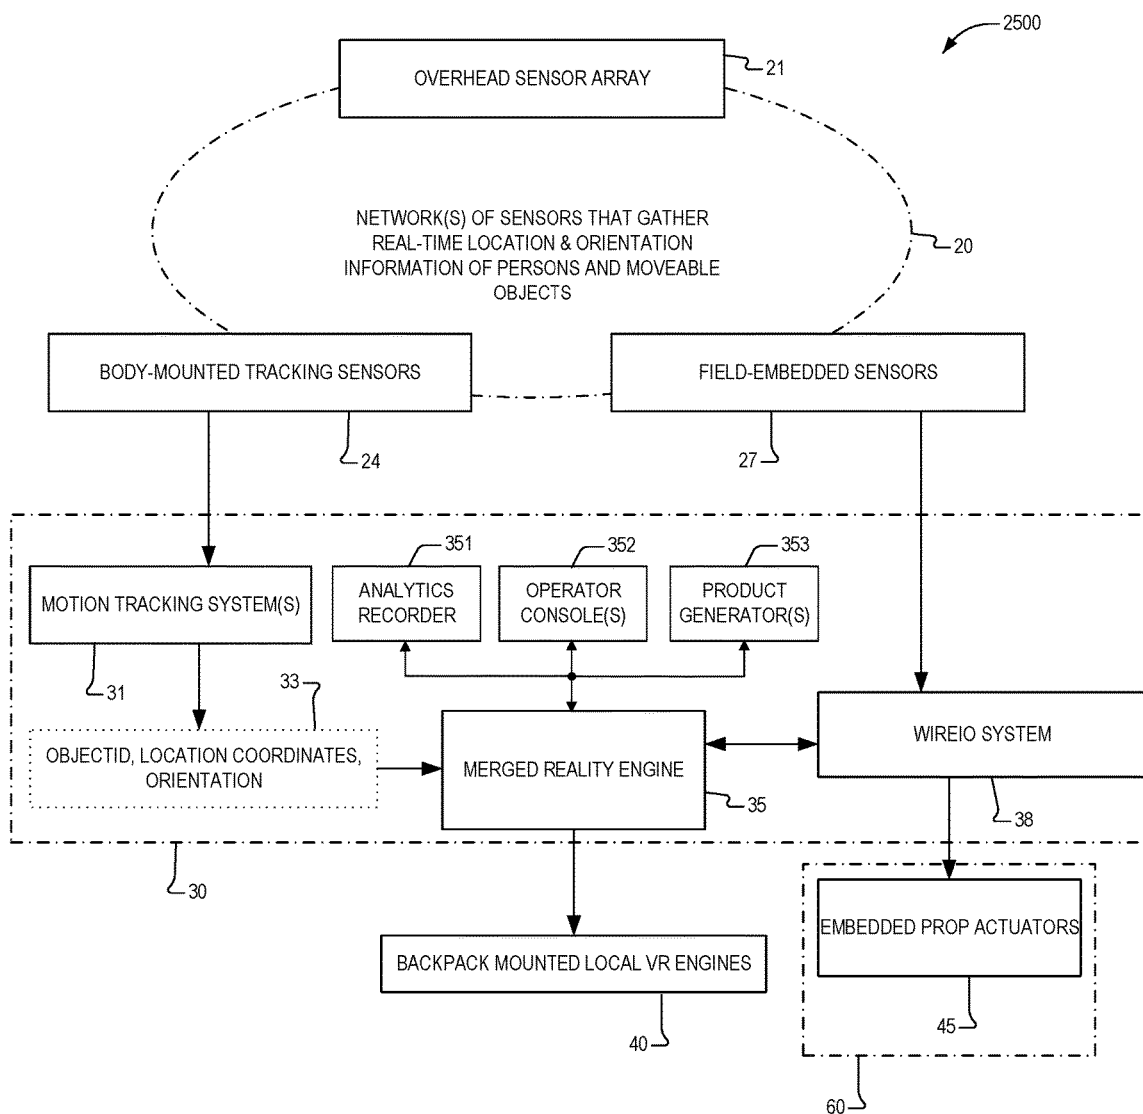 2500
OVERHEAD SENSOR ARRAY
21
NETWORK(S) OF SENSORS THAT GATHER
REAL-TIME LOCATION & ORIENTATION
INFORMATION OF PERSONS AND MOVEABLE
OBJECTS
20
BODY-MOUNTED TRACKING SENSORS
FIELD-EMBEDDED SENSORS
24
27
351
352
353
ANALYTICS
RECORDER
OPERATOR
CONSOLE(S)
PRODUCT
GENERATOR(S)
MOTION TRACKING SYSTEM(S)
31
33
OBJECTID, LOCATION COORDINATES,
ORIENTATION
MERGED REALITY ENGINE
35
WIREIO SYSTEM
38
30
EMBEDDED PROP ACTUATORS
BACKPACK MOUNTED LOCAL VR ENGINES
45
40
60